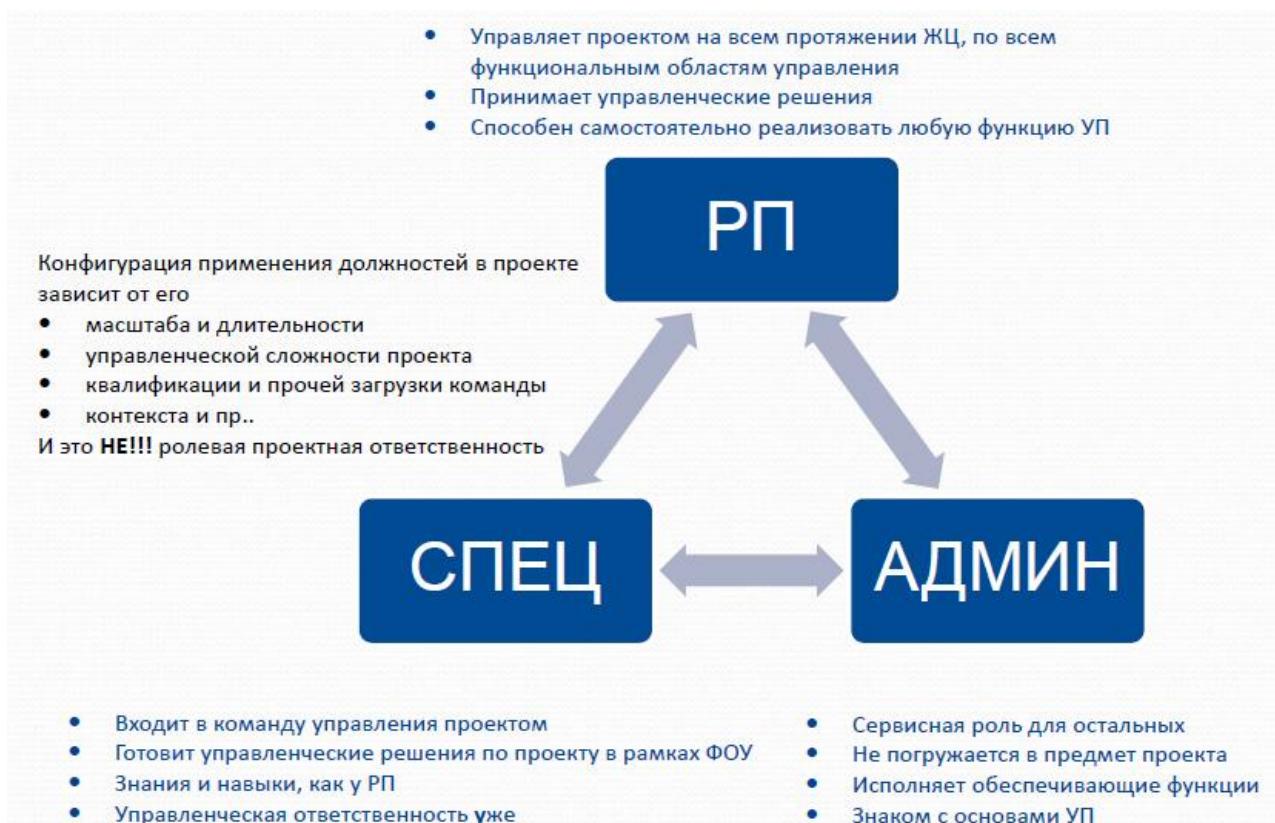 • Управляет проектом на всем протяжении ЖЦ, по всем
функциональным областям управления
• Принимает управленческие решения
• Способен самостоятельно реализовать любую функцию УП
РП
Конфигурация применения должностей в проекте
зависит от его
• масштаба и длительности
• управленческой сложности проекта
• квалификации и прочей загрузки команды
• контекста и пр..
И это НЕ!!! ролевая проектная ответственность
СПЕЦ
АДМИН
• Входит в команду управления проектом
• Готовит управленческие решения по проекту в рамках ФОУ
• Знания и навыки, как у РП
• Управленческая ответственность уже
• Сервисная роль для остальных
• Не погружается в предмет проекта
• Исполняет обеспечивающие функции
• Знаком с основами УП